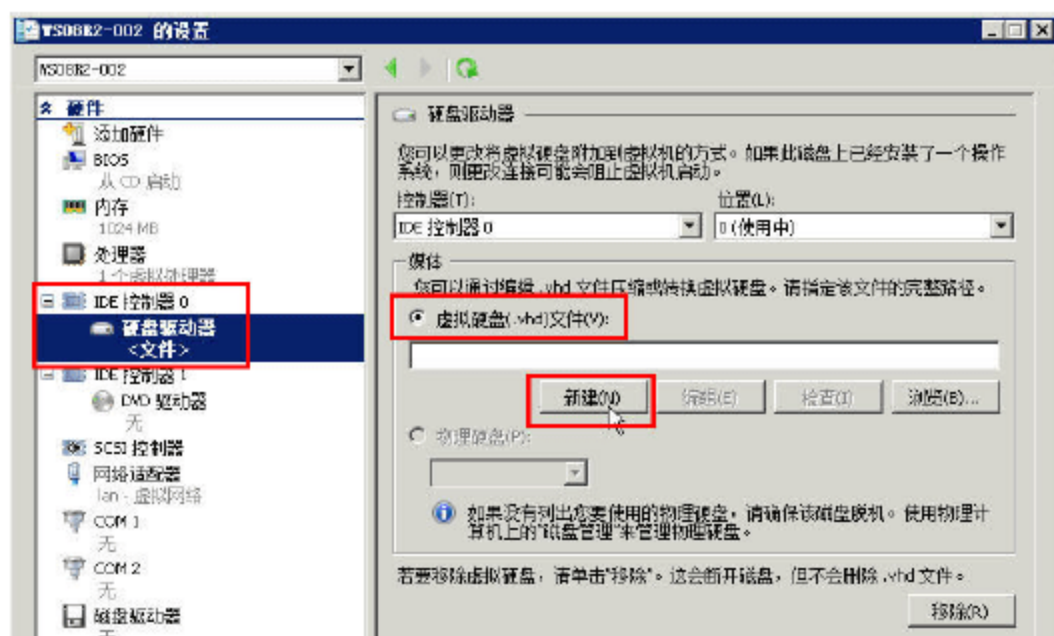 WS08R2-002 的设置
WS08R2-002
硬件
添加硬件
BIOS
从 CD 启动
内存
1024 MB
处理器
1 个虚拟处理器
IDE 控制器 0
硬盘驱动器
<文件>
IDE 控制器 1
DVD 驱动器
无
SCSI 控制器
网络适配器
lan - 虚拟网络
COM 1
无
COM 2
无
磁盘驱动器
无
硬盘驱动器
您可以更改将虚拟硬盘附加到虚拟机的方式。如果此磁盘上已经安装了一个操作
系统，则更改连接可能会阻止虚拟机启动。
控制器(T):
位置(L):
IDE 控制器 0
0 (使用中)
媒体
您可以通过编辑 .vhd 文件压缩或转换虚拟硬盘。请指定该文件的完整路径。
虚拟硬盘(.vhd)文件(V):
新建(N)
编辑(E)
检查(I)
浏览(B)...
物理硬盘(P):
如果没有列出您要使用的物理硬盘，请确保该磁盘脱机。使用物理计
算机上的"磁盘管理"来管理物理硬盘。
若要移除虚拟硬盘，请单击"移除"。这会断开磁盘，但不会删除 .vhd 文件。
移除(R)